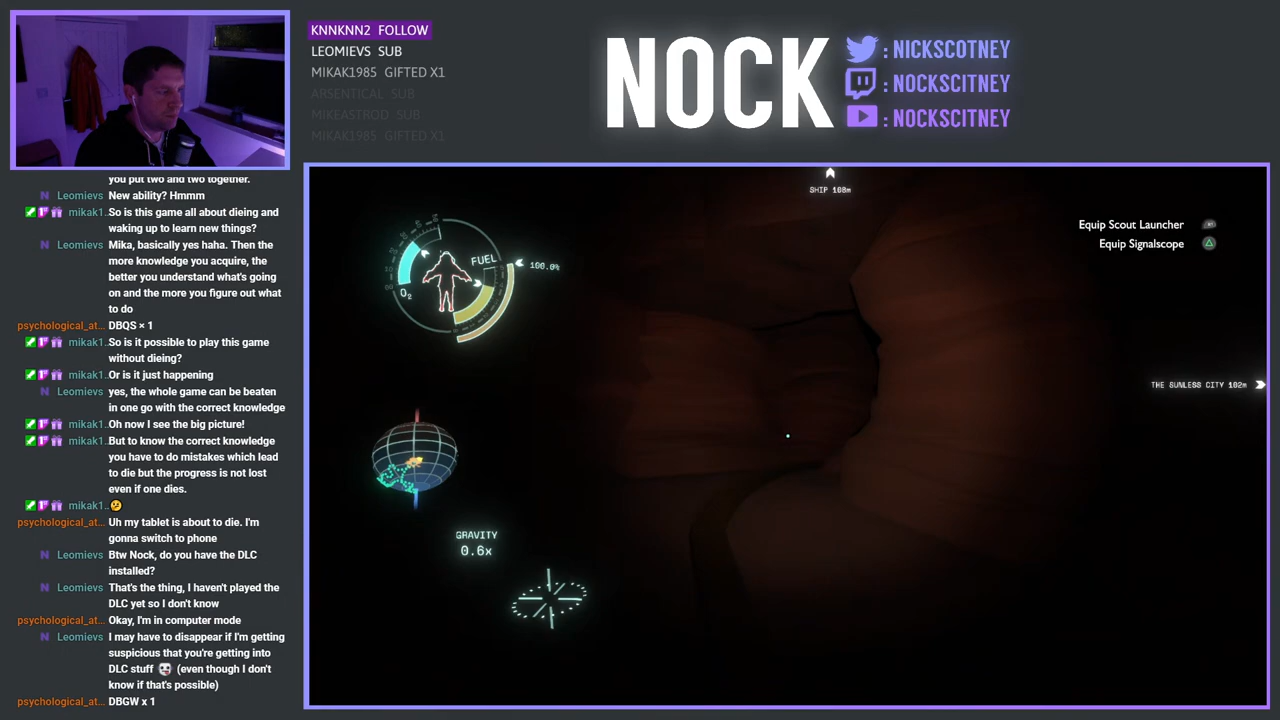 KNNKNN2 FOLLOW
LEOMIEVS SUB
MIKAK1985 GIFTED X1
ARSENTICAL SUB
MIKEASTROD SUB
MIKAK1985 GIFTED X1
NOCK
: NICKSCOTNEY
: NOCKSCITNEY
: NOCKSCITNEY
you put two and two together.
Leomievs New ability? Hmmm
mikak1.. So is this game all about dieing and
waking up to learn new things?
Leomievs Mika, basically yes haha. Then the
more knowledge you acquire, the
better you understand what's going
on and the more you figure out what
to do
psychological_at... DBQS × 1
mikak1.. So is it possible to play this game
without dieing?
mikak1.. Or is it just happening
Leomievs yes, the whole game can be beaten
in one go with the correct knowledge
mikak1.. Oh now I see the big picture!
mikak1.. But to know the correct knowledge
you have to do mistakes which lead
to die but the progress is not lost
even if one dies.
mikak1..
psychological_at... Uh my tablet is about to die. I'm
gonna switch to phone
Leomievs Btw Nock, do you have the DLC
installed?
Leomievs That's the thing, I haven't played the
DLC yet so I don't know
psychological_at... Okay, I'm in computer mode
Leomievs I may have to disappear if I'm getting
suspicious that you're getting into
DLC stuff (even though I don't
know if that's possible)
psychological_at... DBGW x 1
SHIP 108m
Equip Scout Launcher
Equip Signalscope
FUEL
100.0%
O2
THE SUNLESS CITY 102m
GRAVITY
0.6x